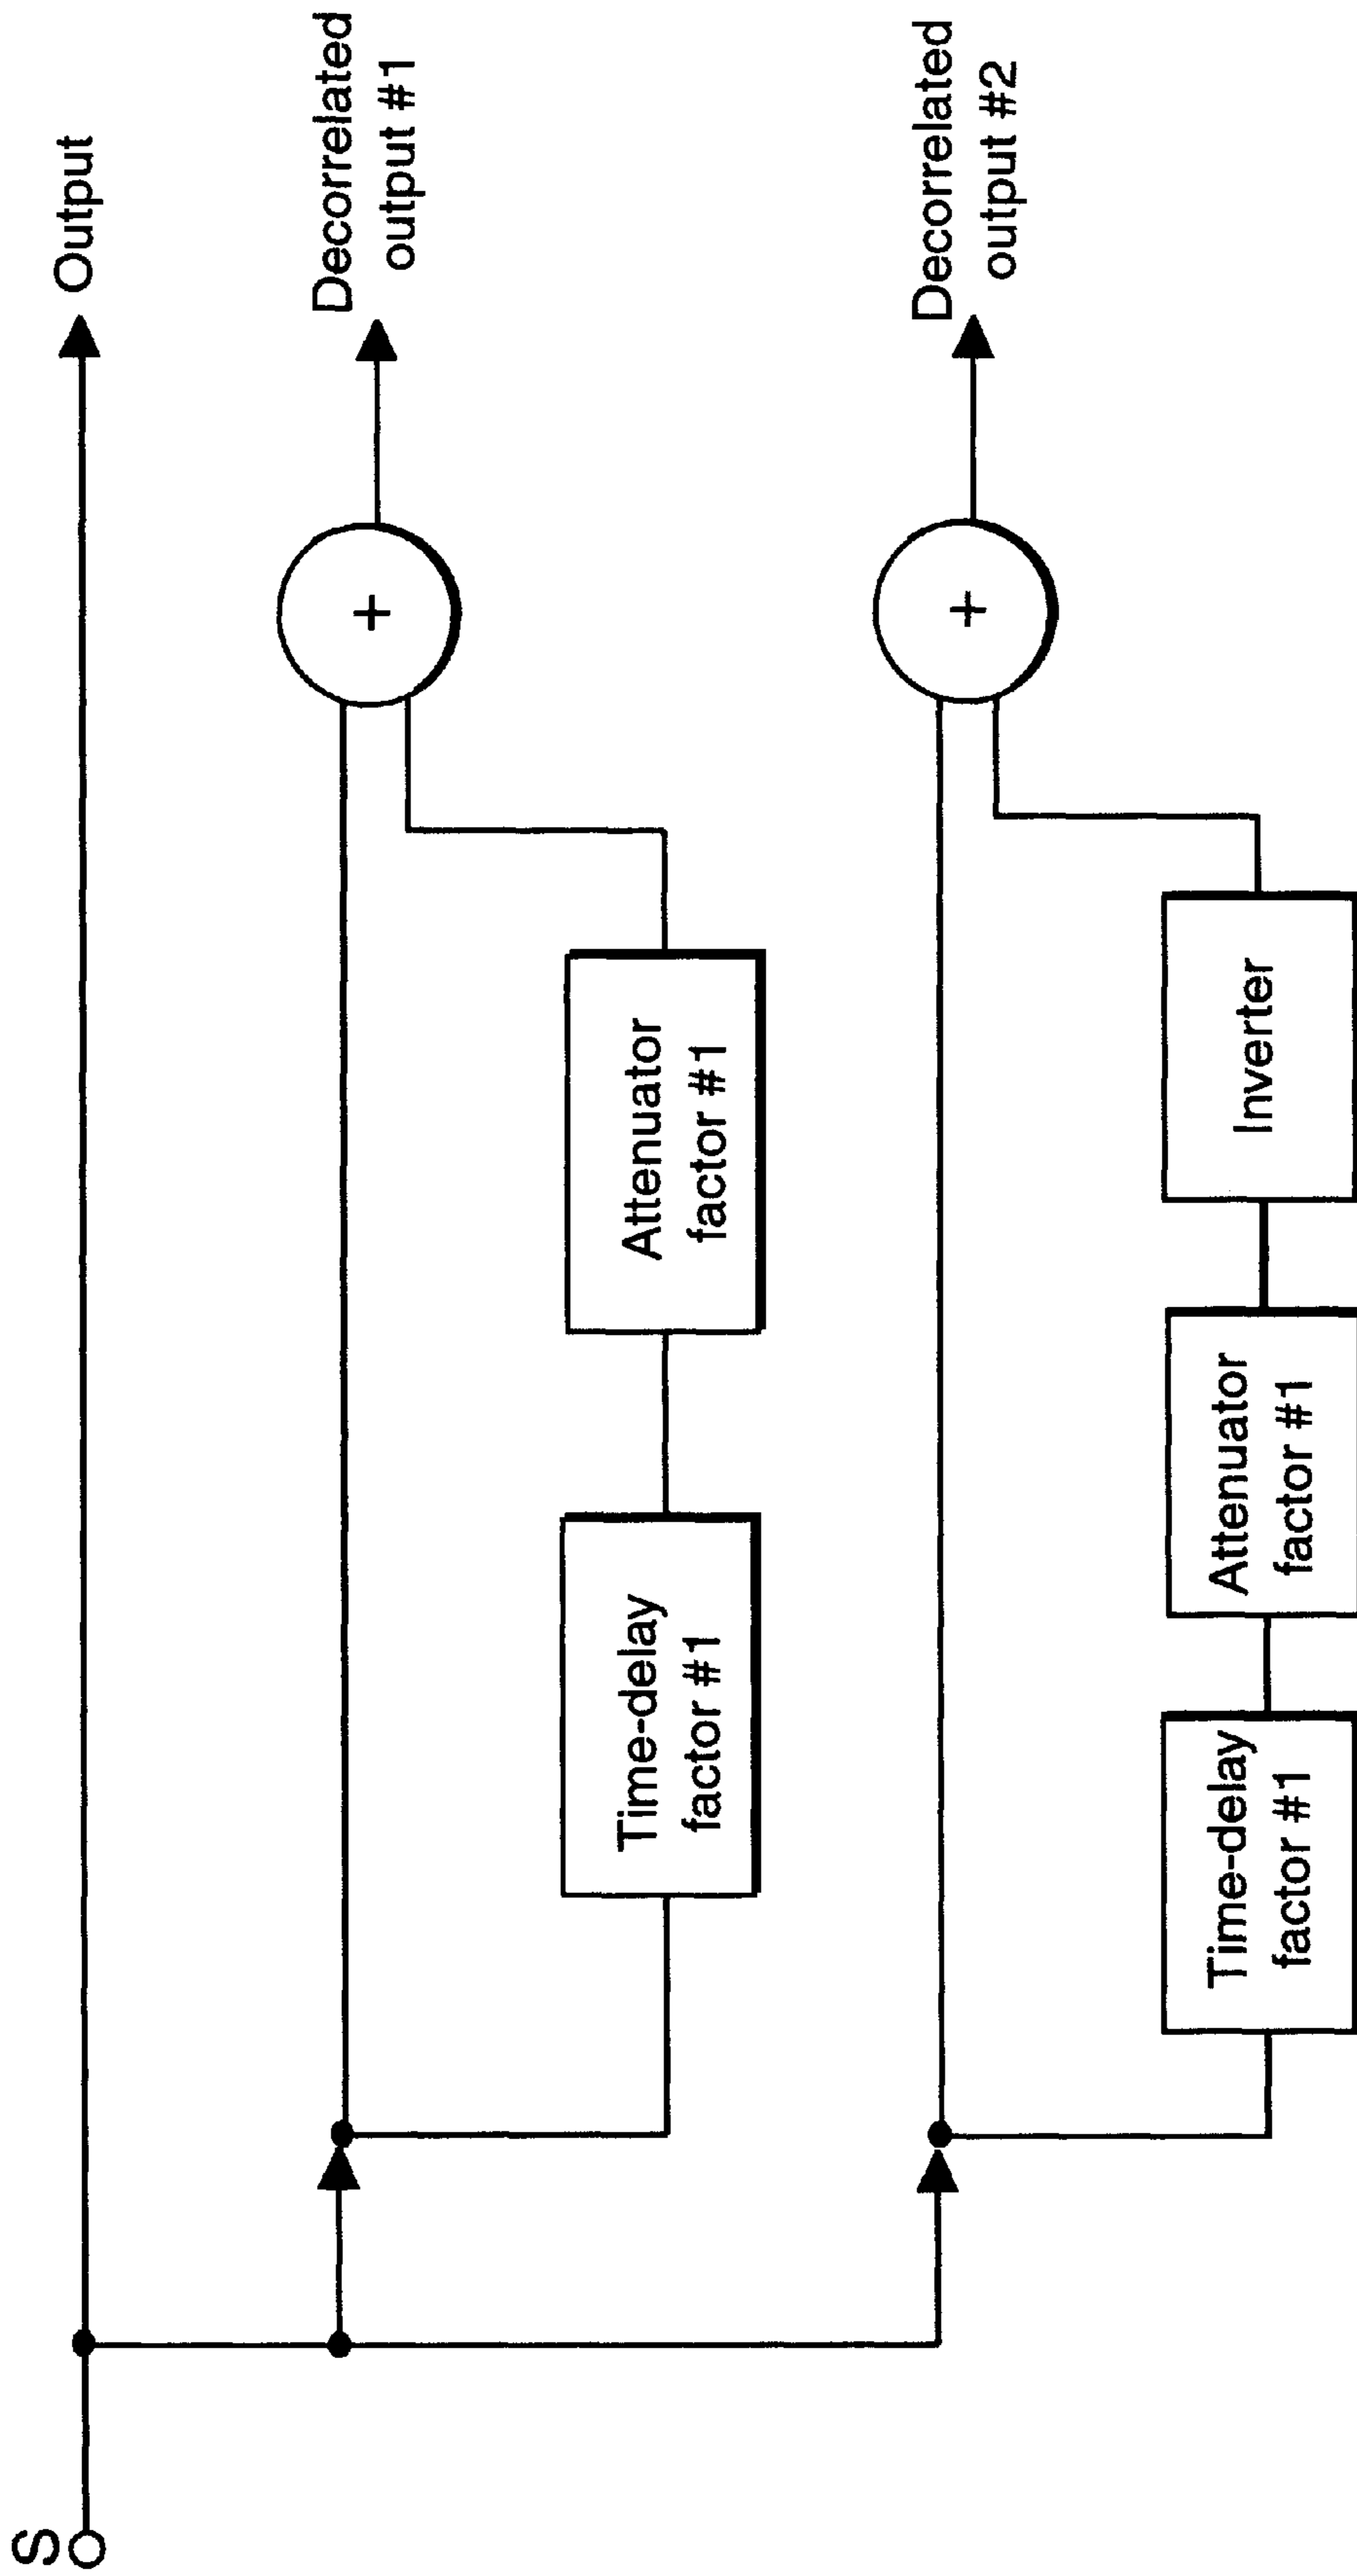 S
Output
Decorrelated
output #1
+
Time-delay
factor #1
Attenuator
factor #1
Decorrelated
output #2
+
Time-delay
factor #1
Attenuator
factor #1
Inverter